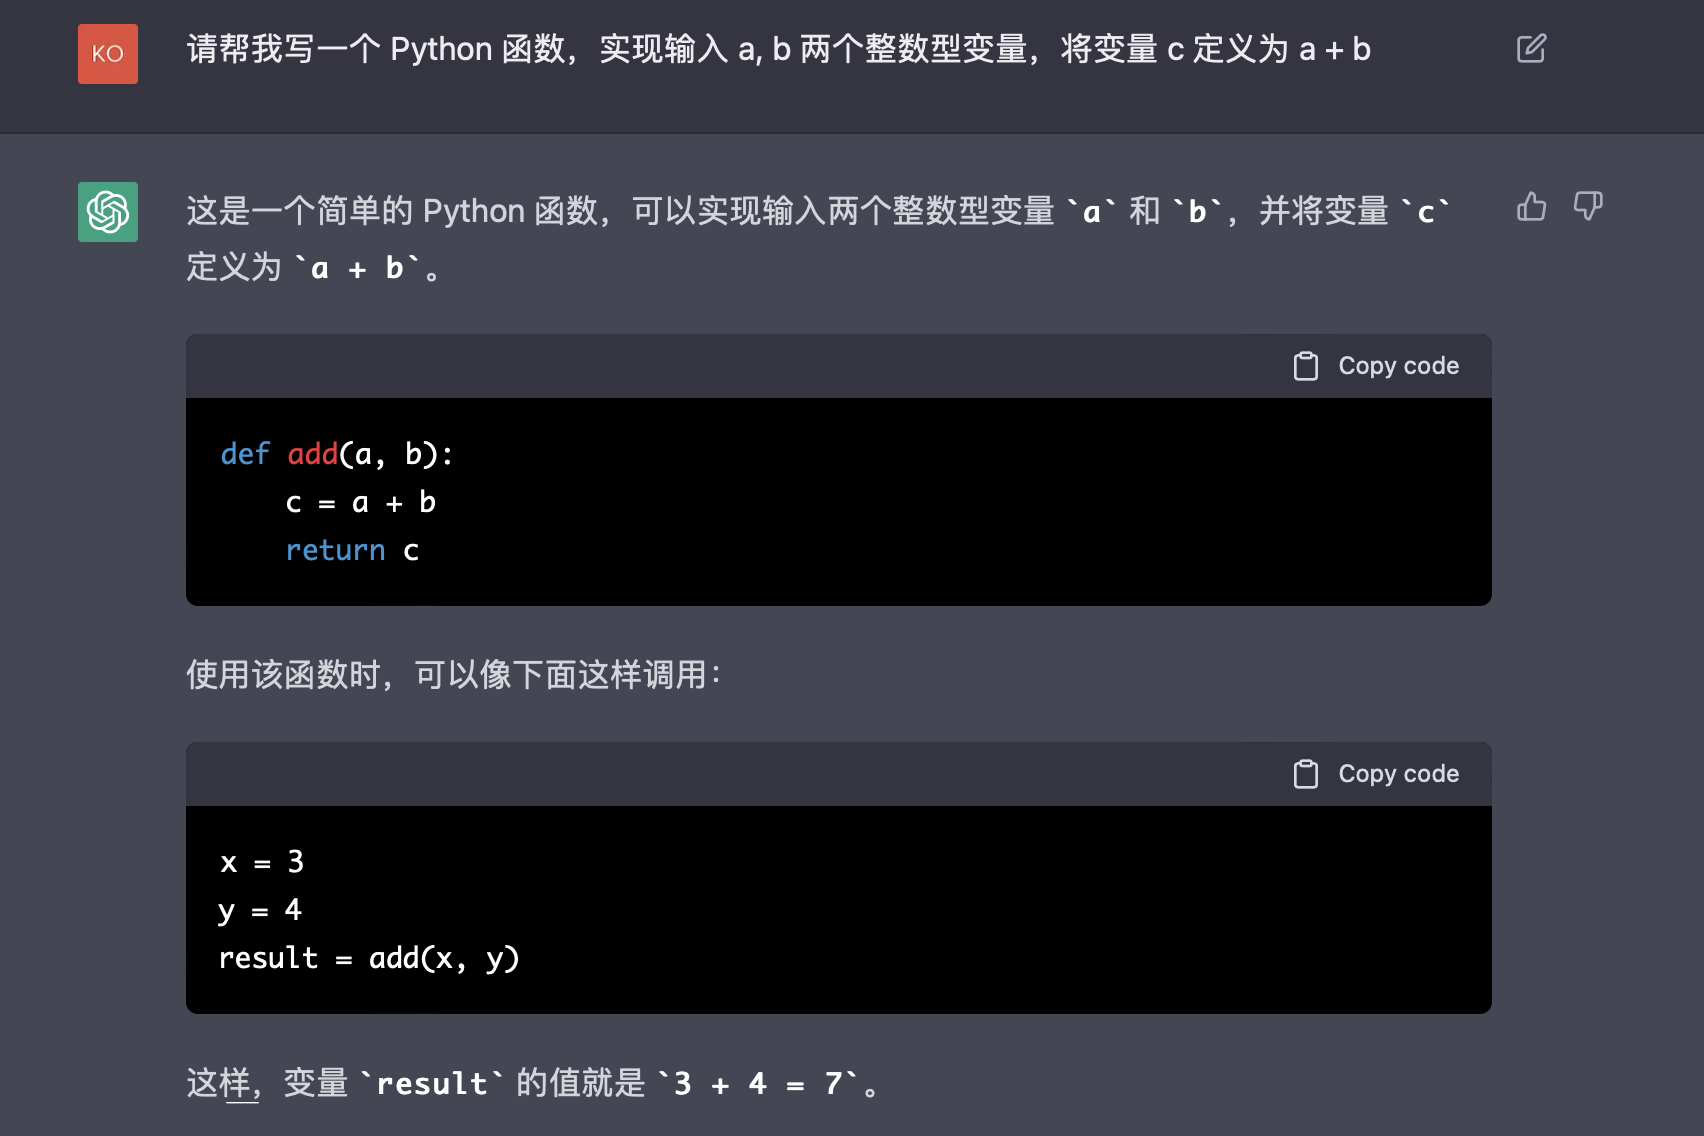 KO
请帮我写一个 Python 函数，实现输入 a, b 两个整数型变量，将变量 c 定义为 a + b
这是一个简单的 Python 函数，可以实现输入两个整数型变量 `a` 和 `b`，并将变量 `c`
定义为 `a + b`。
Copy code
def add(a, b):
    c = a + b
    return c
使用该函数时，可以像下面这样调用：
Copy code
x = 3
y = 4
result = add(x, y)
这样，变量 `result` 的值就是 `3 + 4 = 7`。